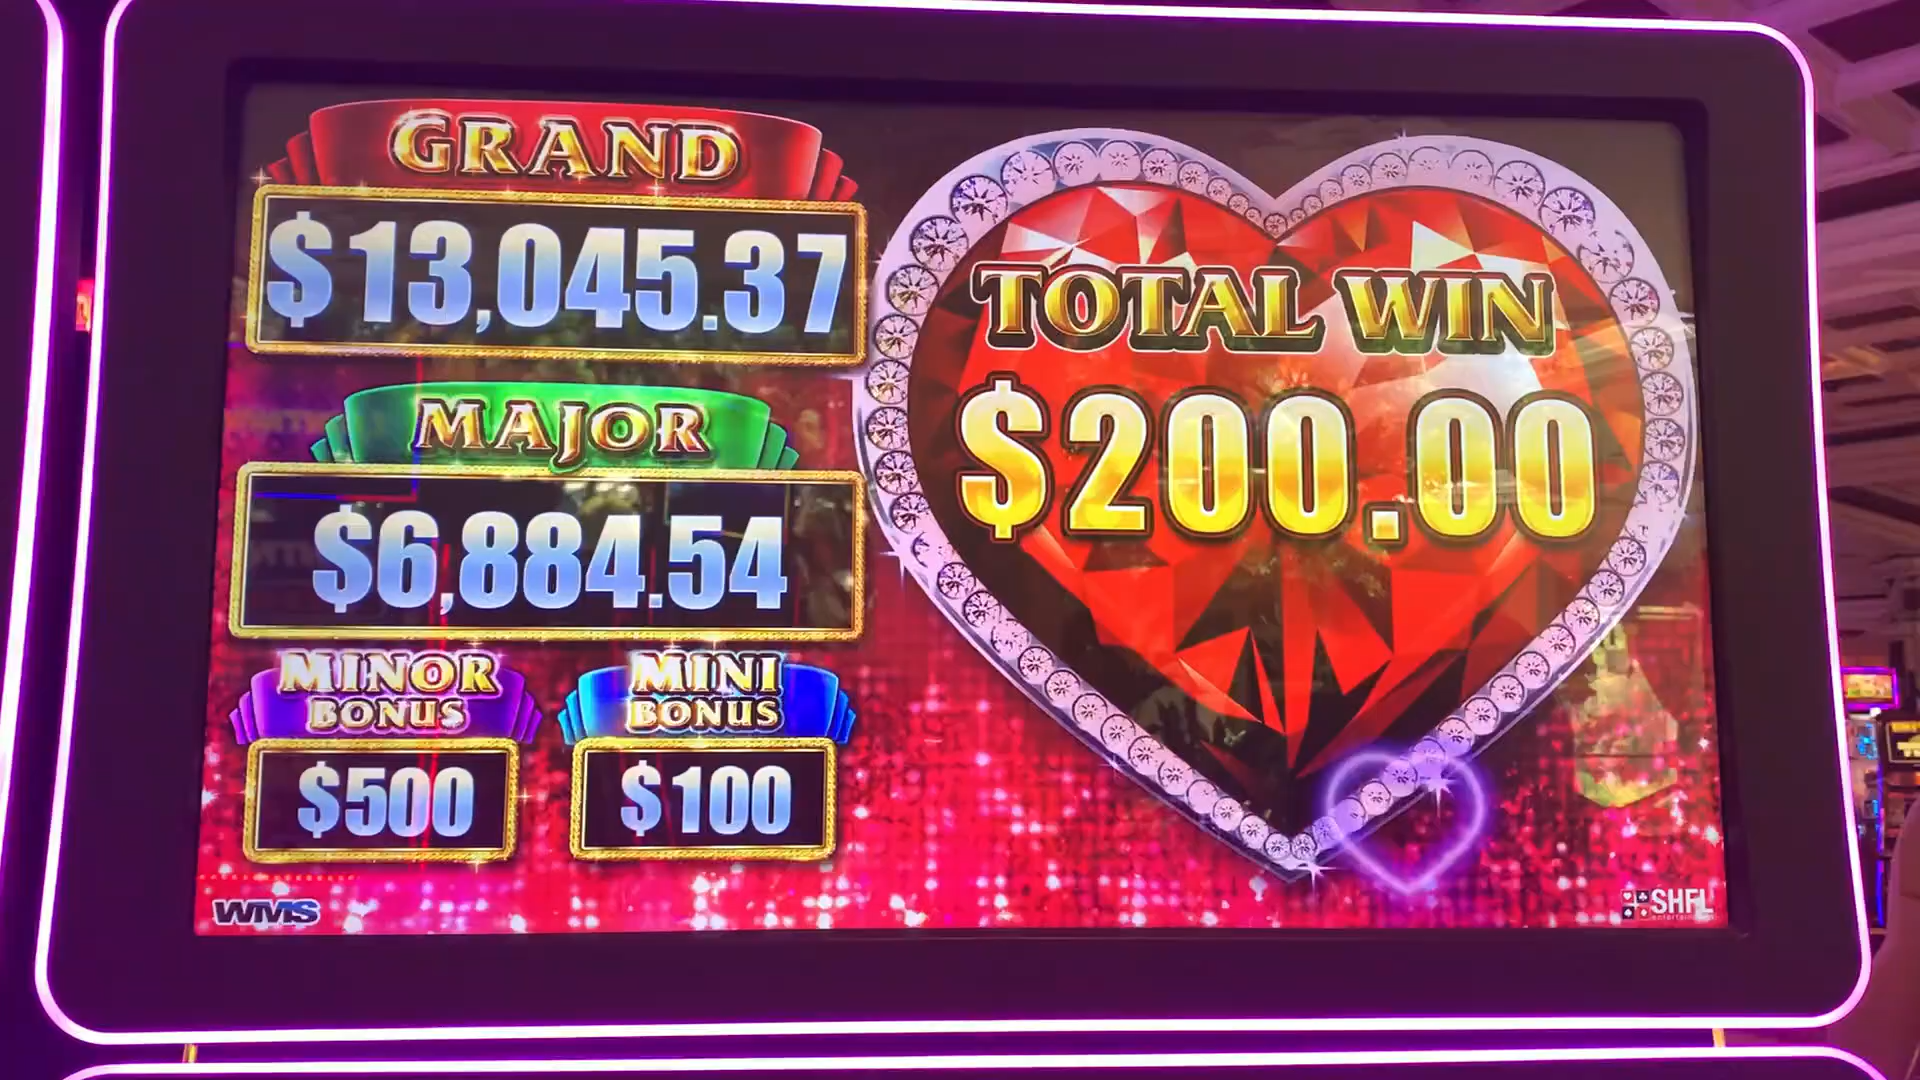 GRAND
$13,045.37
MAJOR
$6,884.54
MINOR
BONUS
$500
MINI
BONUS
$100
TOTAL WIN
$200.00
WMS
SHFL
entertainment